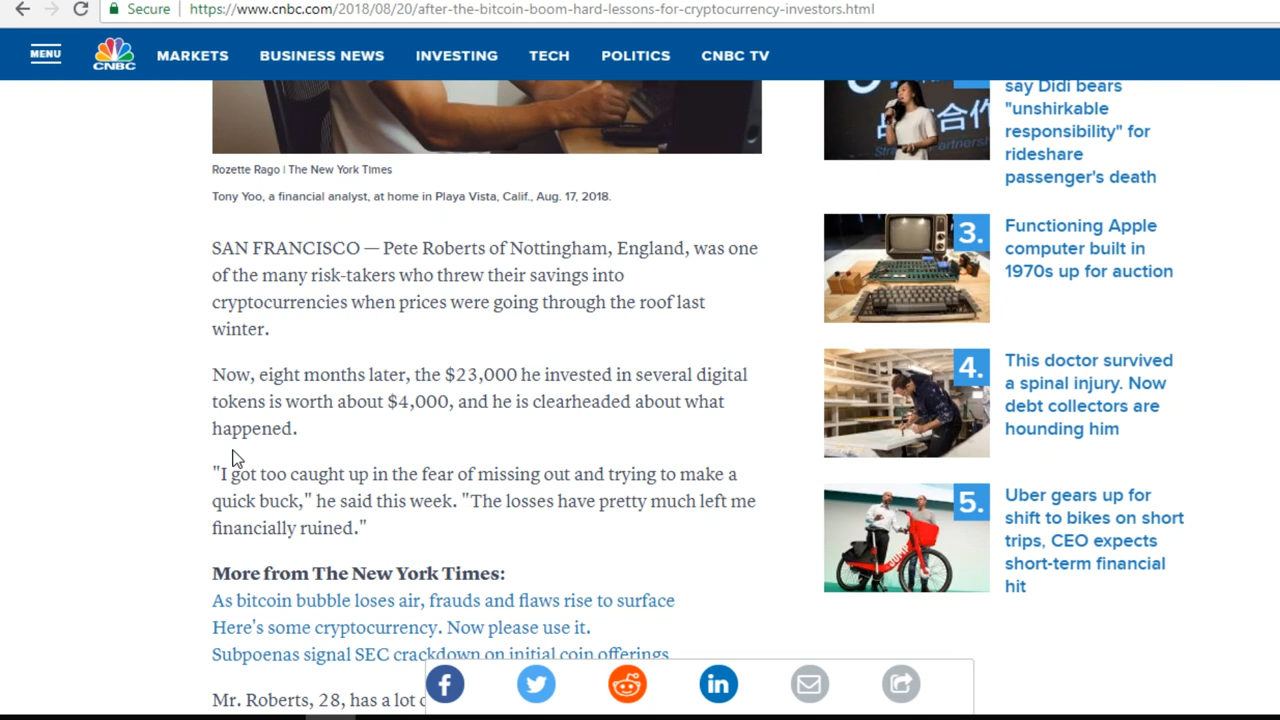 Secure
https://www.cnbc.com/2018/08/20/after-the-bitcoin-boom-hard-lessons-for-cryptocurrency-investors.html
MENU
CNBC
MARKETS
BUSINESS NEWS
INVESTING
TECH
POLITICS
CNBC TV
Rozette Rago | The New York Times
Tony Yoo, a financial analyst, at home in Playa Vista, Calif., Aug. 17, 2018.
SAN FRANCISCO — Pete Roberts of Nottingham, England, was one
of the many risk-takers who threw their savings into
cryptocurrencies when prices were going through the roof last
winter.
Now, eight months later, the $23,000 he invested in several digital
tokens is worth about $4,000, and he is clearheaded about what
happened.
"I got too caught up in the fear of missing out and trying to make a
quick buck," he said this week. "The losses have pretty much left me
financially ruined."
More from The New York Times:
As bitcoin bubble loses air, frauds and flaws rise to surface
Here's some cryptocurrency. Now please use it.
Subpoenas signal SEC crackdown on initial coin offerings
Mr. Roberts, 28, has a lot
say Didi bears
"unshirkable
responsibility" for
rideshare
passenger's death
3.
Functioning Apple
computer built in
1970s up for auction
4.
This doctor survived
a spinal injury. Now
debt collectors are
hounding him
5.
Uber gears up for
shift to bikes on short
trips, CEO expects
short-term financial
hit